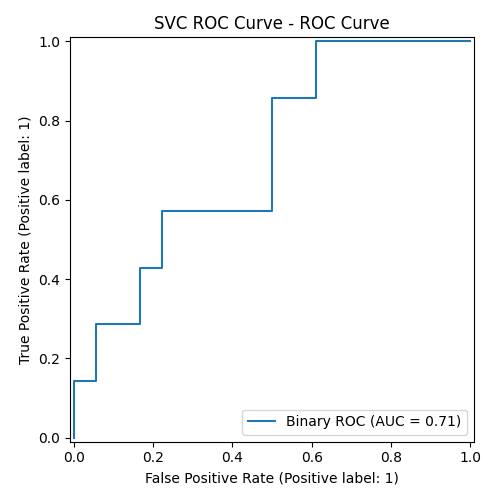 SVC ROC Curve - ROC Curve
True Positive Rate (Positive label: 1)
1.0
0.8
0.6
0.4
0.2
0.0
Binary ROC (AUC = 0.71)
0.0 0.2 0.4 0.6 0.8 1.0
False Positive Rate (Positive label: 1)